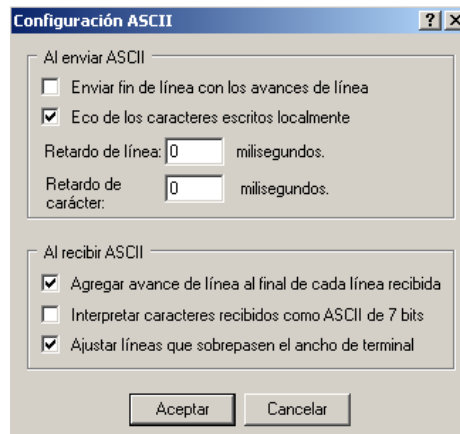 Configuración ASCII
Al enviar ASCII
Enviar fin de línea con los avances de línea
Eco de los caracteres escritos localmente
Retardo de línea: 0 milisegundos.
Retardo de
carácter: 0 milisegundos.
Al recibir ASCII
Agregar avance de línea al final de cada línea recibida
Interpretar caracteres recibidos como ASCII de 7 bits
Ajustar líneas que sobrepasen el ancho de terminal
Aceptar Cancelar